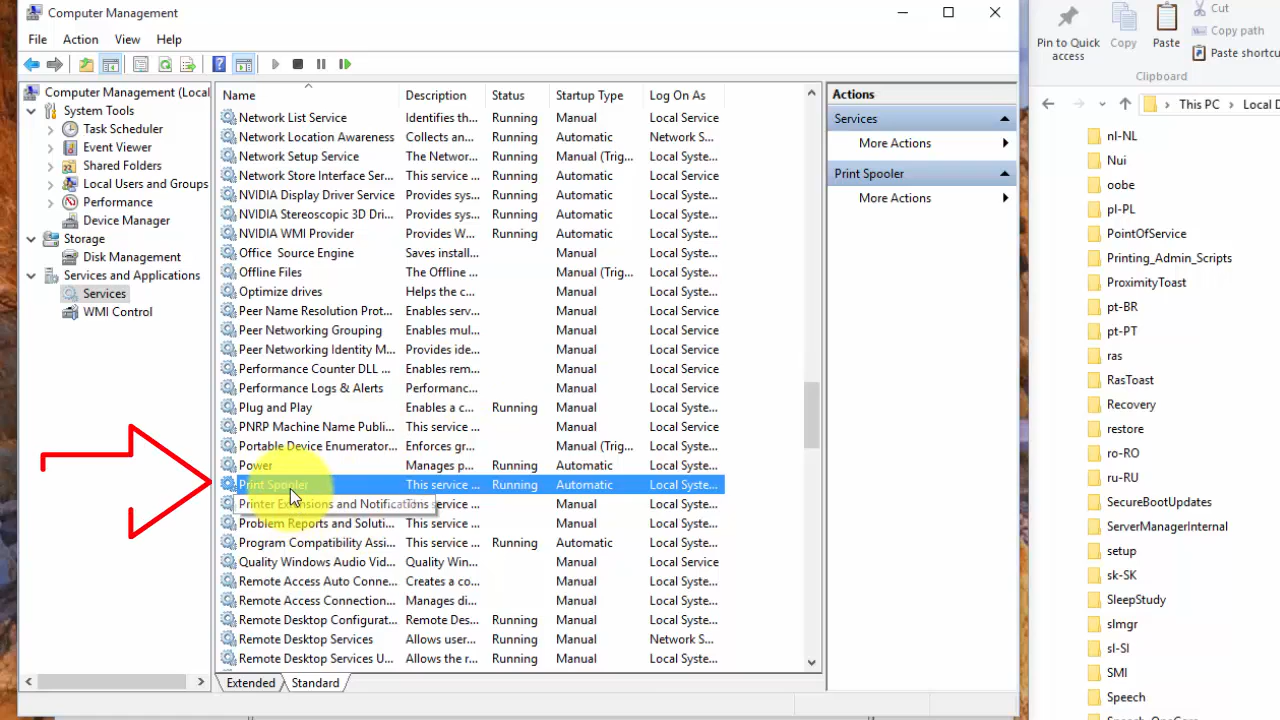 Computer Management
File Action View Help
Computer Management (Local
System Tools
Task Scheduler
Event Viewer
Shared Folders
Local Users and Groups
Performance
Device Manager
Storage
Disk Management
Services and Applications
Services
WMI Control
Name Description Status Startup Type Log On As
Network List Service Identifies th... Running Manual Local Service
Network Location Awareness Collects an... Running Automatic Network S...
Network Setup Service The Networ... Running Manual (Trig... Local Syste...
Network Store Interface Ser... This service ... Running Automatic Local Service
NVIDIA Display Driver Service Provides sys... Running Automatic Local Syste...
NVIDIA Stereoscopic 3D Dri... Provides sys... Running Automatic Local Syste...
NVIDIA WMI Provider Provides W... Running Automatic Local Syste...
Office Source Engine Saves install... Manual Local Syste...
Offline Files The Offline ... Manual (Trig... Local Syste...
Optimize drives Helps the c... Manual Local Syste...
Peer Name Resolution Prot... Enables serv... Manual Local Service
Peer Networking Grouping Enables mul... Manual Local Service
Peer Networking Identity M... Provides ide... Manual Local Service
Performance Counter DLL ... Enables rem... Manual Local Service
Performance Logs & Alerts Performanc... Manual Local Service
Plug and Play Enables a c... Running Manual Local Syste...
PNRP Machine Name Publi... This service ... Manual Local Service
Portable Device Enumerator... Enforces gr... Manual (Trig... Local Syste...
Power Manages p... Running Automatic Local Syste...
Print Spooler This service ... Running Automatic Local Syste...
Printer Extensions and Notifications service ... Manual Local Syste...
Problem Reports and Soluti... This service ... Manual Local Syste...
Program Compatibility Assi... This service ... Running Automatic Local Syste...
Quality Windows Audio Vid... Quality Win... Manual Local Service
Remote Access Auto Conne... Creates a co... Manual Local Syste...
Remote Access Connection... Manages di... Manual Local Syste...
Remote Desktop Configurat... Remote Des... Running Manual Local Syste...
Remote Desktop Services Allows user... Running Manual Network S...
Remote Desktop Services U... Allows the r... Running Manual Local Syste...
Extended Standard
Actions
Services
More Actions
Print Spooler
More Actions
Pin to Quick access
Copy
Paste
Cut
Copy path
Paste shortcu
Clipboard
This PC Local D
nl-NL
Nui
oobe
pl-PL
PointOfService
Printing_Admin_Scripts
ProximityToast
pt-BR
pt-PT
ras
RasToast
Recovery
restore
ro-RO
ru-RU
SecureBootUpdates
ServerManagerInternal
setup
sk-SK
SleepStudy
slmgr
sl-SI
SMI
Speech